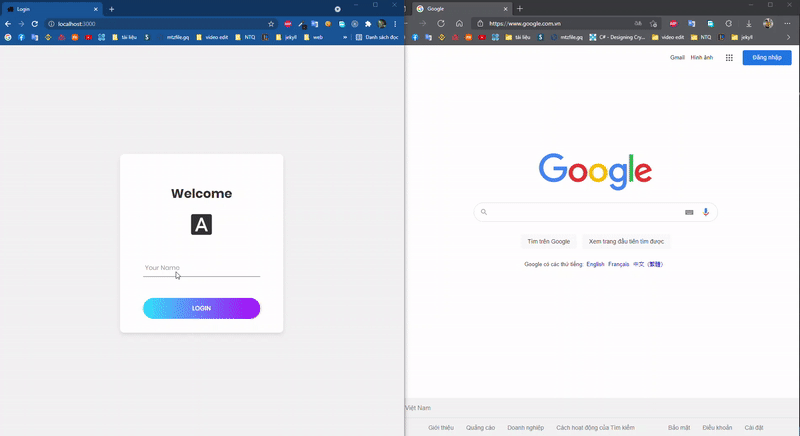 Login
localhost:3000
tài liệu
mtzfile.gq
video edit
NTQ
jekyll
web
Danh sách đọc
Welcome
A
Your Name
LOGIN
Google
https://www.google.com.vn
tài liệu
mtzfile.gq
C# - Designing Cry...
video edit
NTQ
jekyll
Gmail
Hình ảnh
Đăng nhập
Google
Tìm trên Google
Xem trang đầu tiên tìm được
Google có các thứ tiếng: English Français 中文 (繁體)
Việt Nam
Giới thiệu Quảng cáo Doanh nghiệp Cách hoạt động của Tìm kiếm Bảo mật Điều khoản Cài đặt